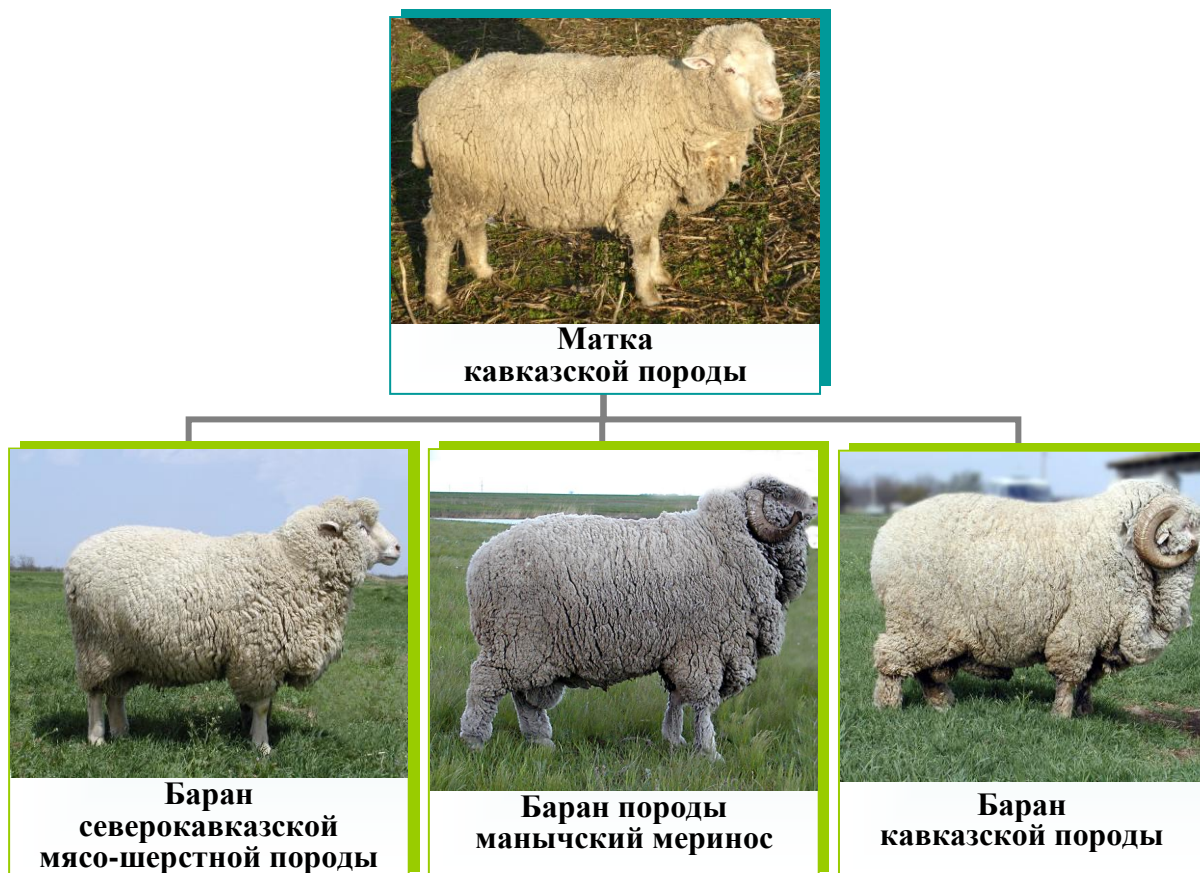 Матка
кавказской породы
Баран
северокавказской
мясо-шерстной породы
Баран породы
манычский меринос
Баран
кавказской породы